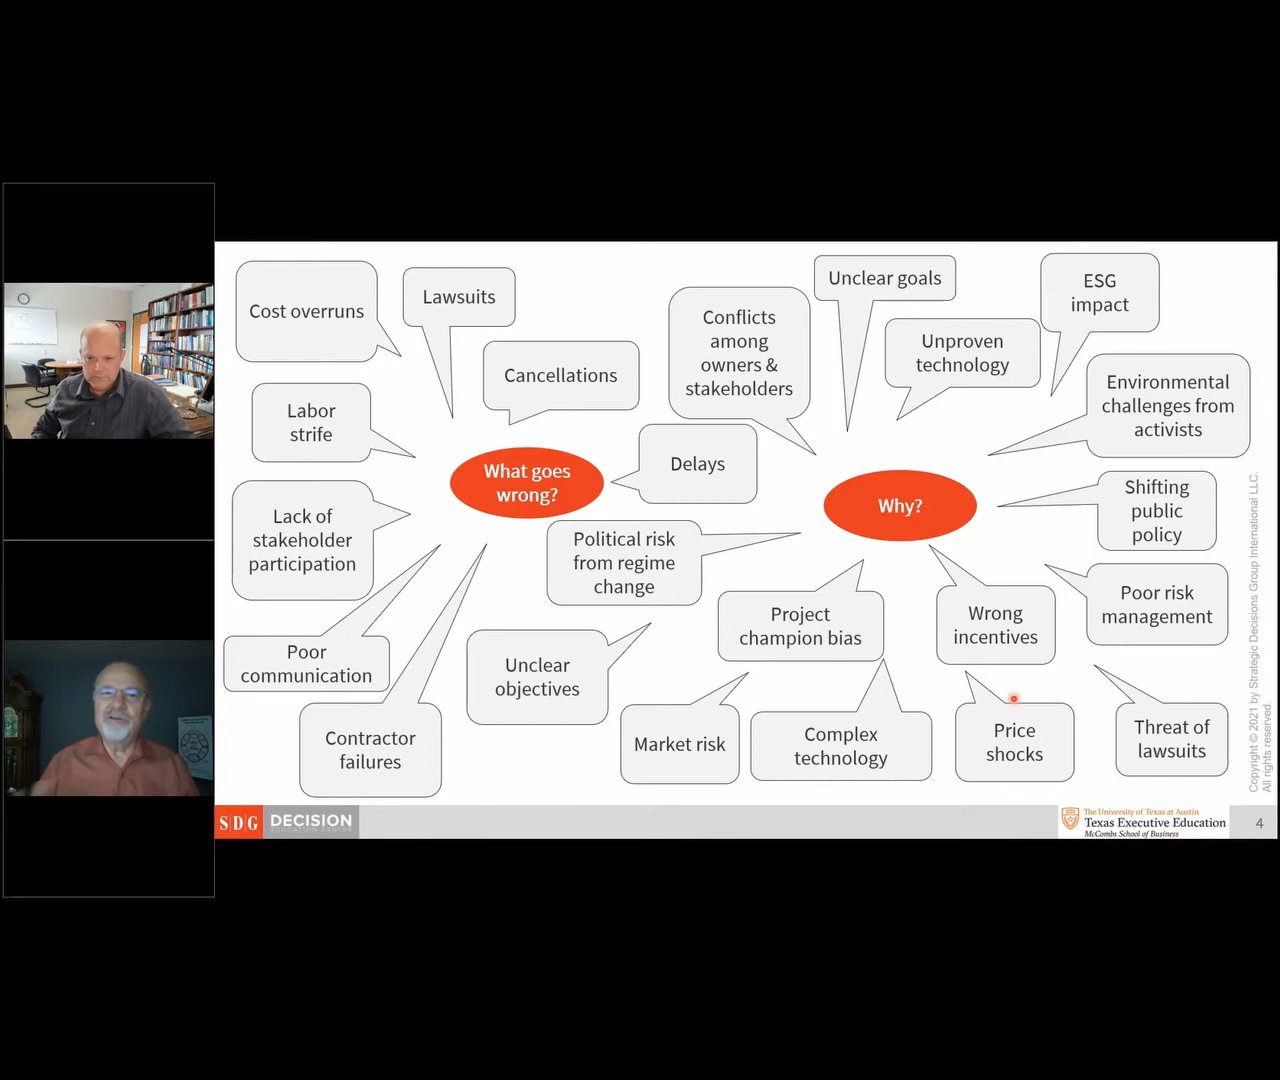 Cost overruns
Lawsuits
Cancellations
Labor
strife
What goes
wrong?
Delays
Lack of
stakeholder
participation
Poor
communication
Contractor
failures
Conflicts
among
owners &
stakeholders
Unclear goals
Unproven
technology
ESG
impact
Environmental
challenges from
activists
Why?
Shifting
public
policy
Political risk
from regime
change
Project
champion bias
Wrong
incentives
Poor risk
management
Unclear
objectives
Market risk
Complex
technology
Price
shocks
Threat of
lawsuits
Copyright © 2021 by Strategic Decisions Group International LLC.
All rights reserved.
SDG
DECISION
EDUCATION CENTER
The University of Texas at Austin
Texas Executive Education
McCombs School of Business
4